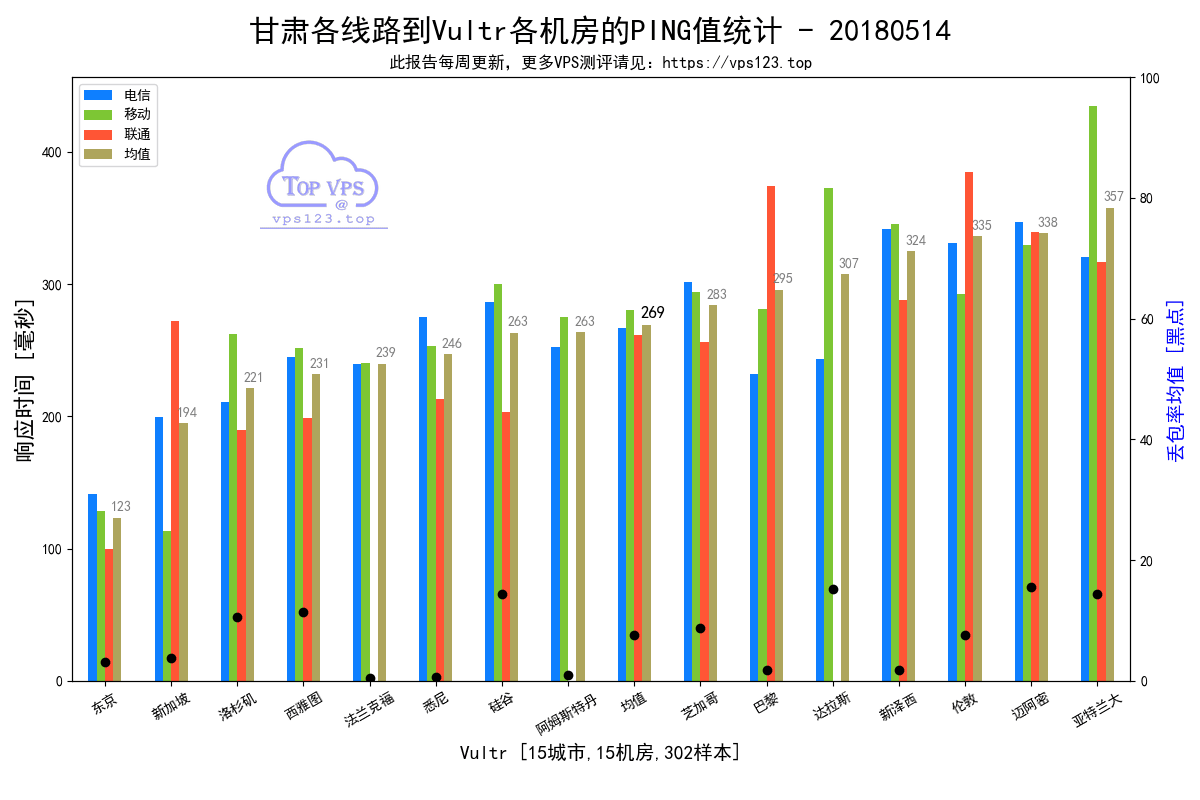 甘肃各线路到Vultr各机房的PING值统计 - 20180514
此报告每周更新，更多VPS测评请见：https://vps123.top
电信
移动
联通
均值
TOP VPS
@
vps123.top
响应时间 [毫秒]
0
100
200
300
400
丢包率均值 [黑点]
0
20
40
60
80
100
123
194
221
231
239
246
263
263
269
283
295
307
324
335
338
357
东京
新加坡
洛杉矶
西雅图
法兰克福
悉尼
硅谷
阿姆斯特丹
均值
芝加哥
巴黎
达拉斯
新泽西
伦敦
迈阿密
亚特兰大
Vultr [15城市,15机房,302样本]